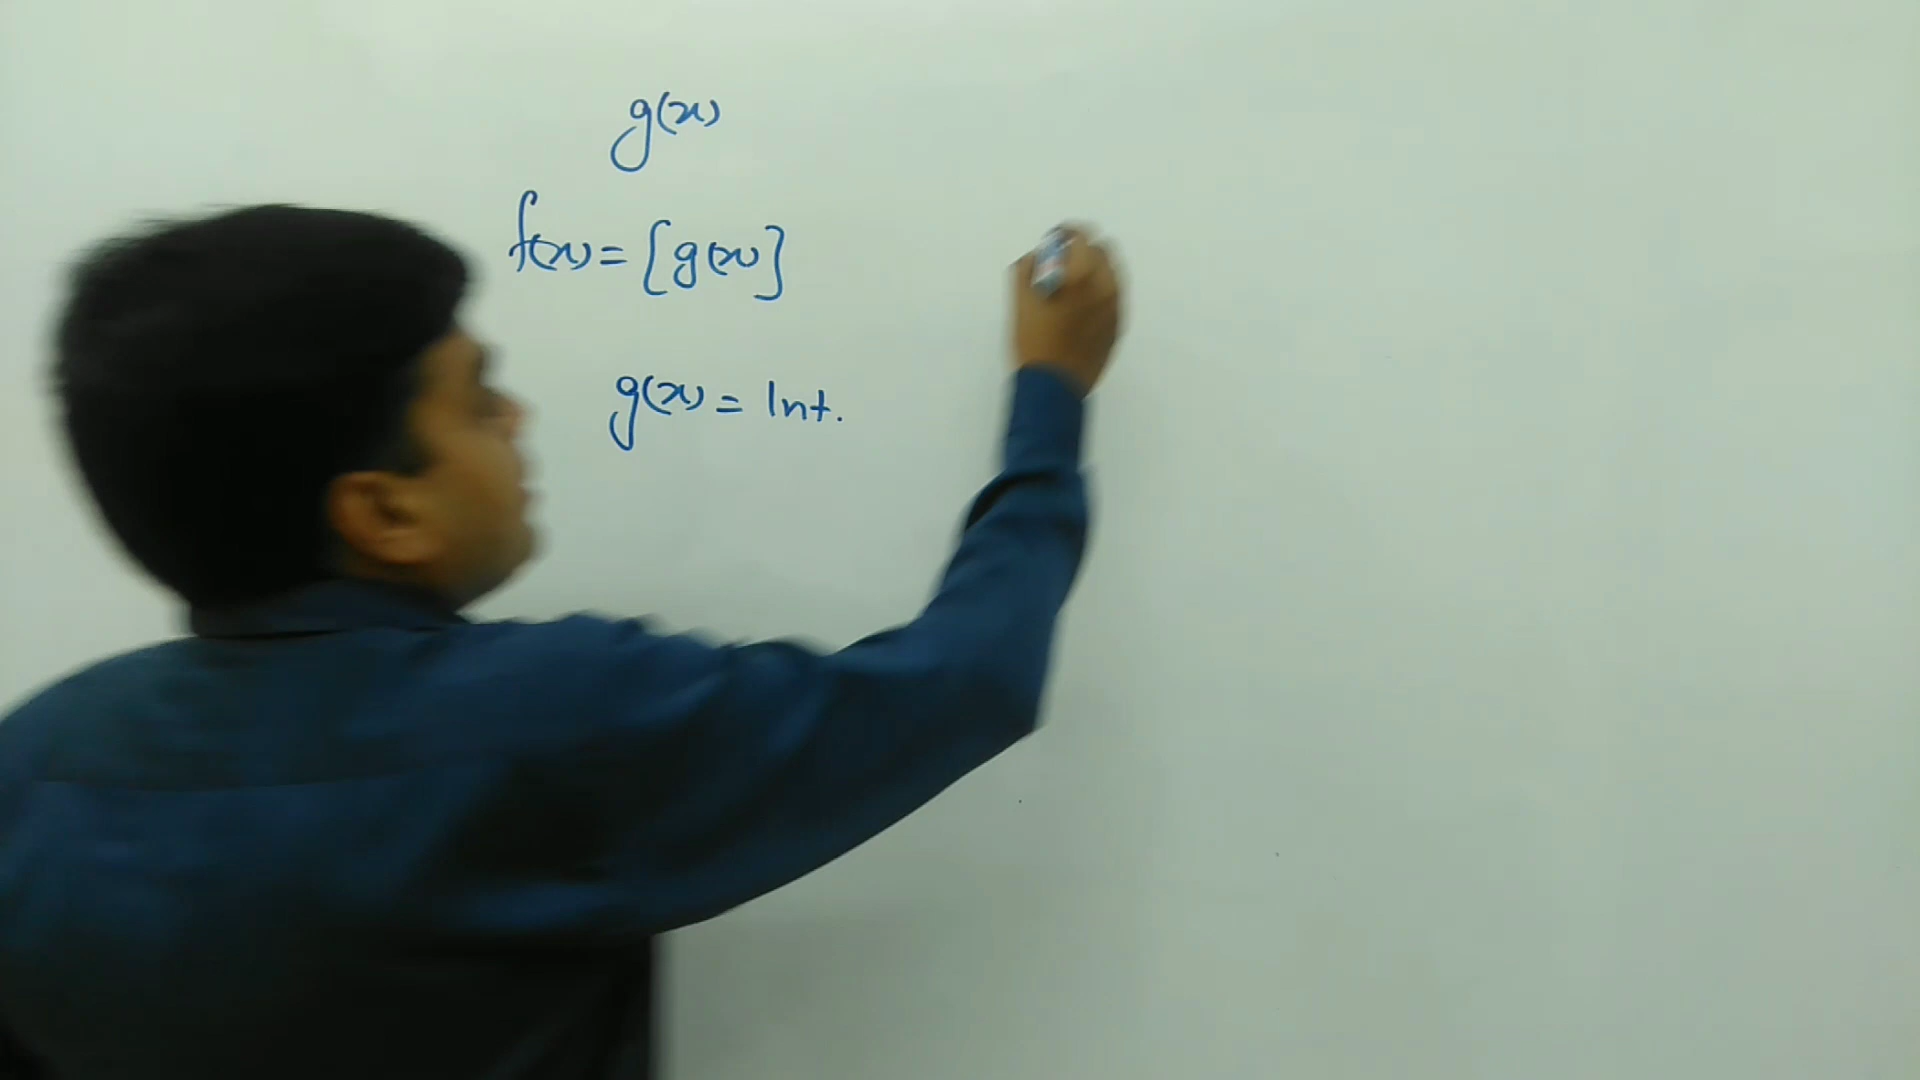 g(x)
f(x) = [g(x)]
g(x) = Int.